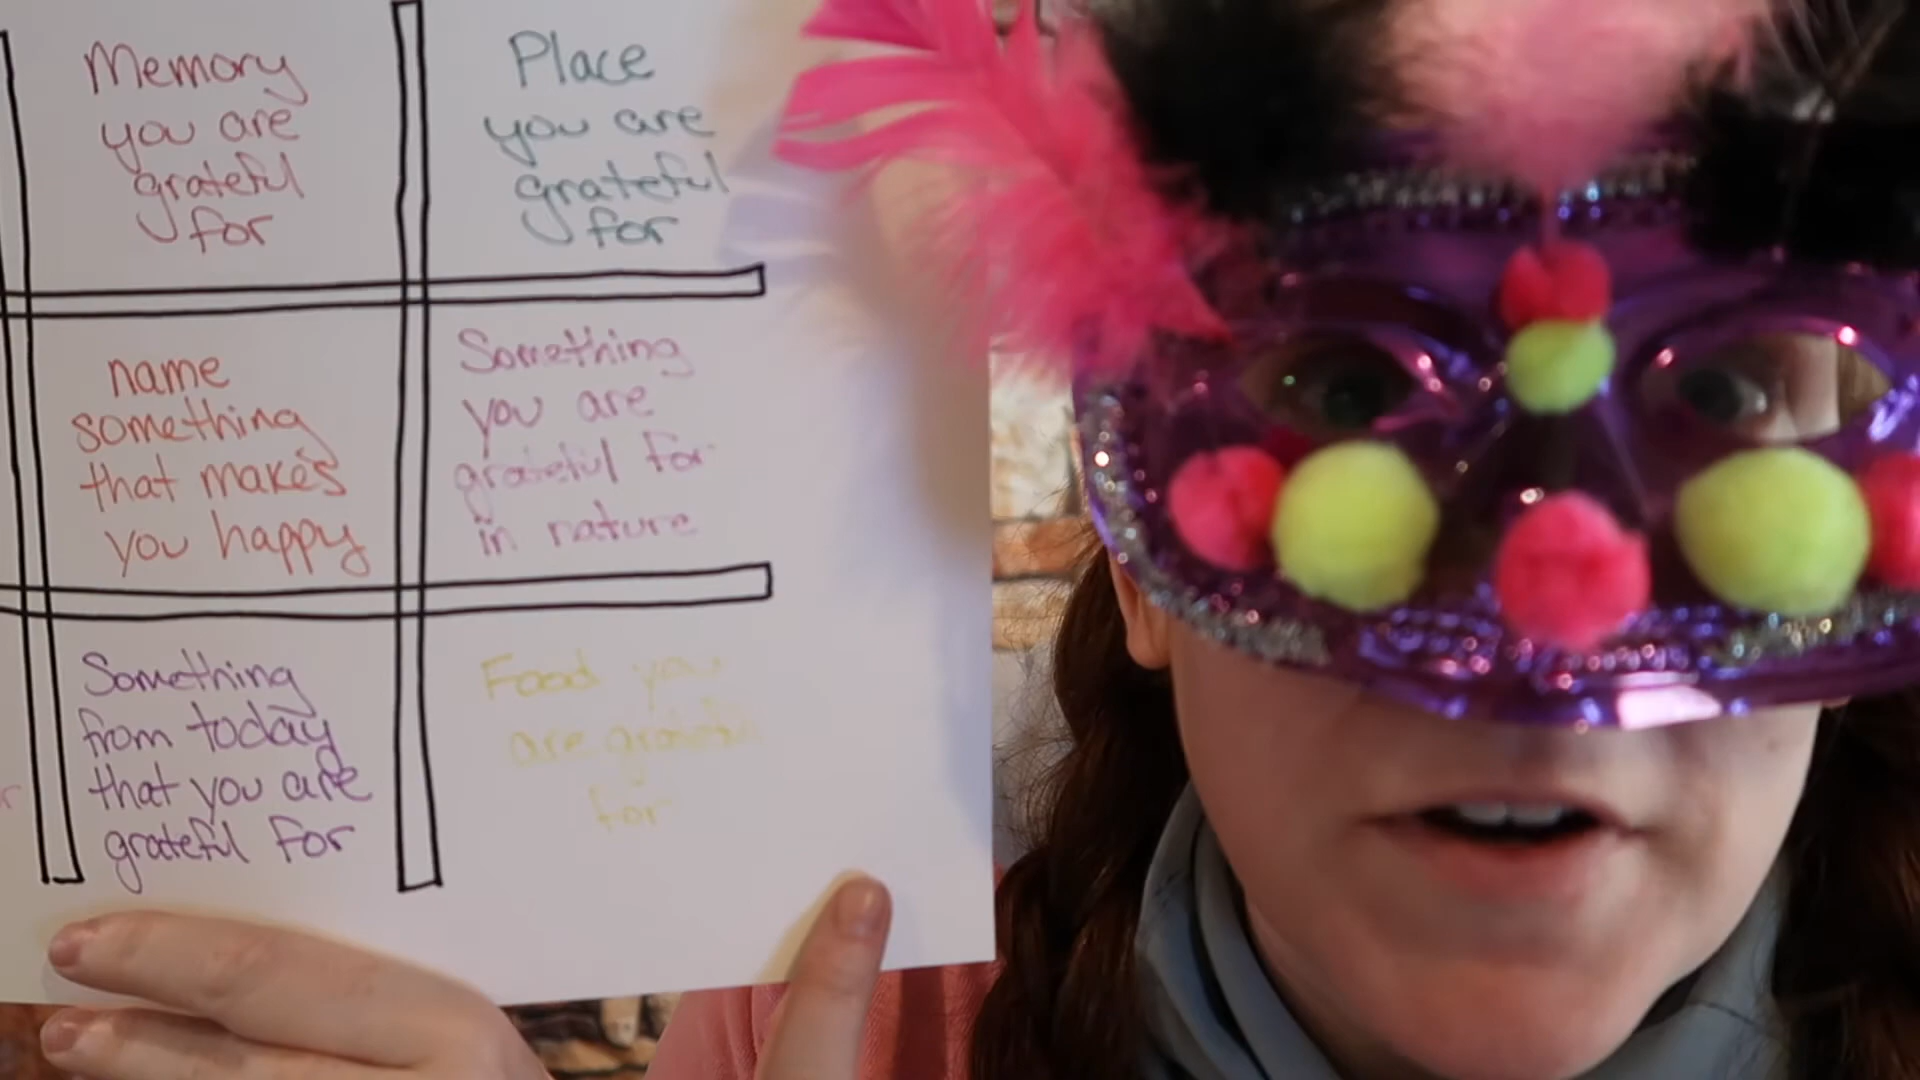 Memory
you are
grateful
for
Place
you are
grateful
for
name
something
that makes
you happy
Something
you are
grateful for
in nature
Something
from today
that you are
grateful for
Food you
are grateful
for